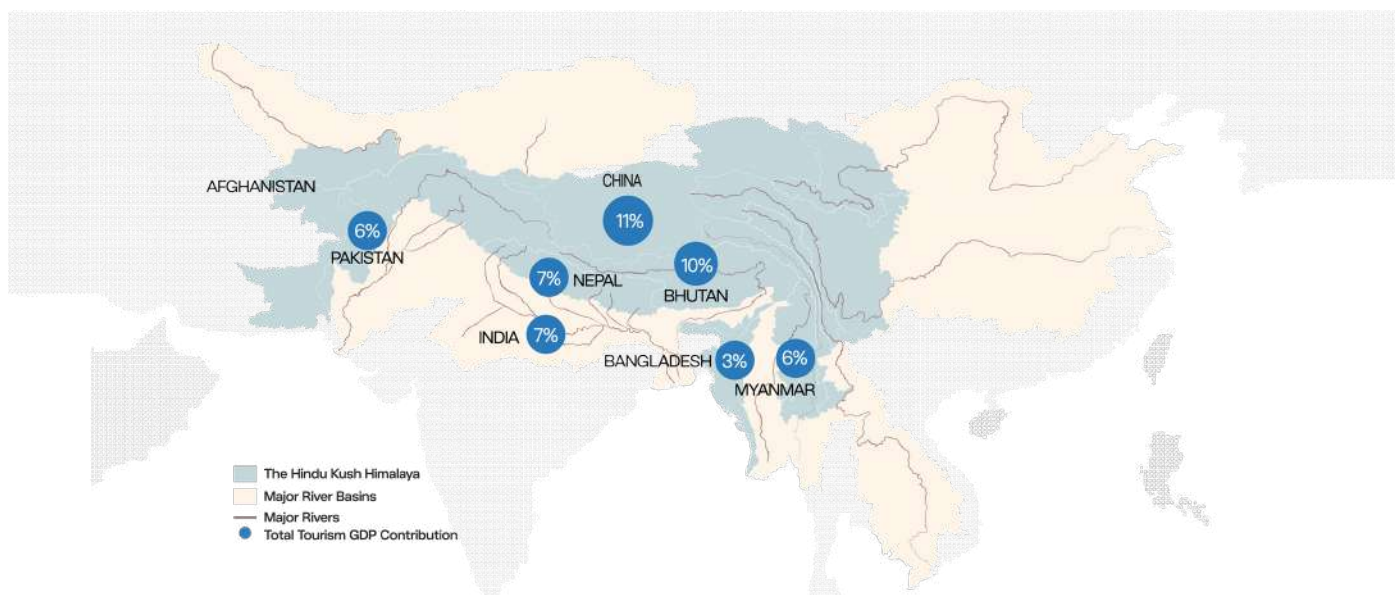 CHINA
AFGHANISTAN
11%
6%
PAKISTAN
10%
7%
NEPAL
BHUTAN
INDIA
7%
BANGLADESH
3%
6%
MYANMAR
The Hindu Kush Himalaya
Major River Basins
Major Rivers
Total Tourism GDP Contribution